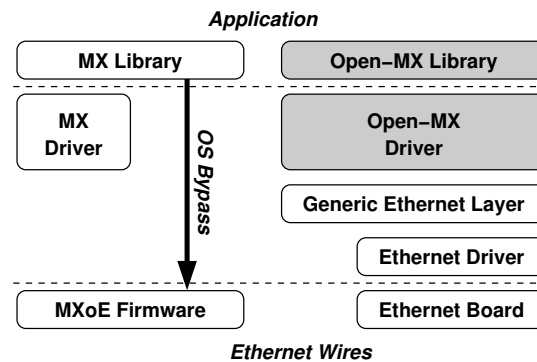 Application
MX Library
Open−MX Library
MX
Driver
OS Bypass
Open−MX
Driver
Generic Ethernet Layer
Ethernet Driver
MXoE Firmware
Ethernet Board
Ethernet Wires